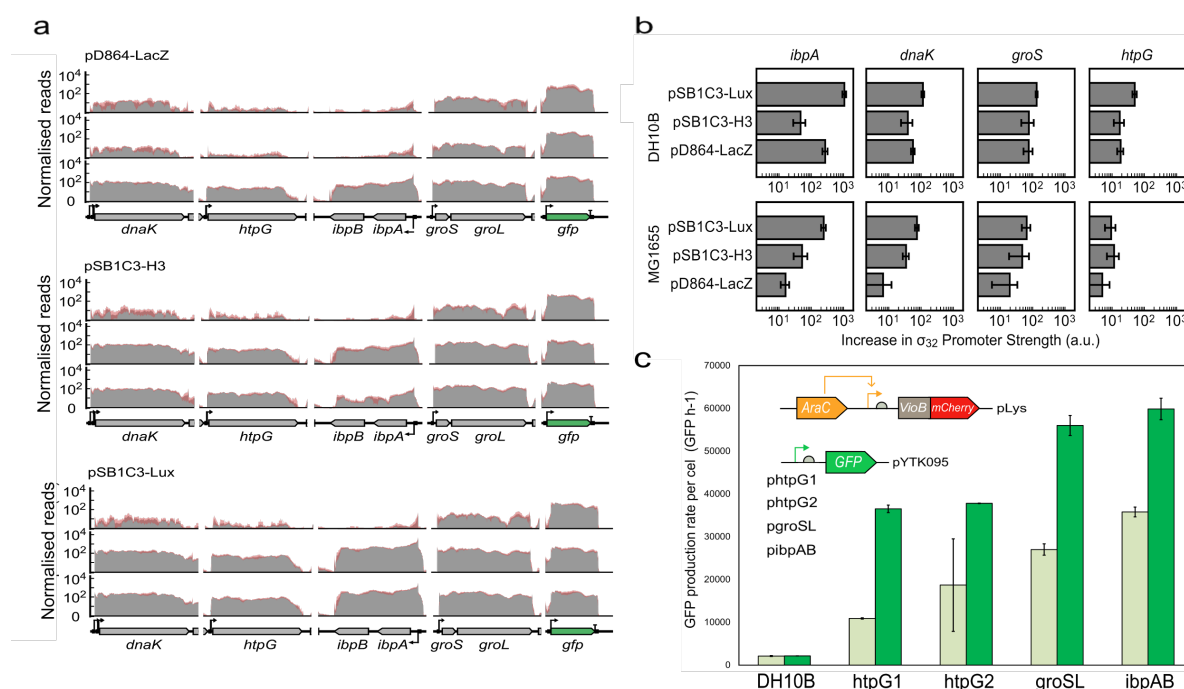 a
pD864-LacZ
Normalised reads
10⁴
10²
10⁴
10²
10⁴
10²
0
dnaK
htpG
ibpB
ibpA
groS
groL
gfp
pSB1C3-H3
Normalised reads
10⁴
10²
10⁴
10²
10⁴
10²
0
dnaK
htpG
ibpB
ibpA
groS
groL
gfp
pSB1C3-Lux
Normalised reads
10⁴
10²
10⁴
10²
10⁴
10²
0
dnaK
htpG
ibpB
ibpA
groS
groL
gfp
b
ibpA
dnaK
groS
htpG
DH10B
pSB1C3-Lux
pSB1C3-H3
pD864-LacZ
10¹ 10² 10³
10¹ 10² 10³
10¹ 10² 10³
10¹ 10² 10³
MG1655
pSB1C3-Lux
pSB1C3-H3
pD864-LacZ
10¹ 10² 10³
10¹ 10² 10³
10¹ 10² 10³
10¹ 10² 10³
Increase in σ₃₂ Promoter Strength (a.u.)
c
GFP production rate per cel (GFP h-1)
70000
60000
50000
40000
30000
20000
10000
0
AraC
VioB
mCherry
pLys
GFP
pYTK095
phtpG1
phtpG2
pgroSL
pibpAB
DH10B
htpG1
htpG2
groSL
ibpAB